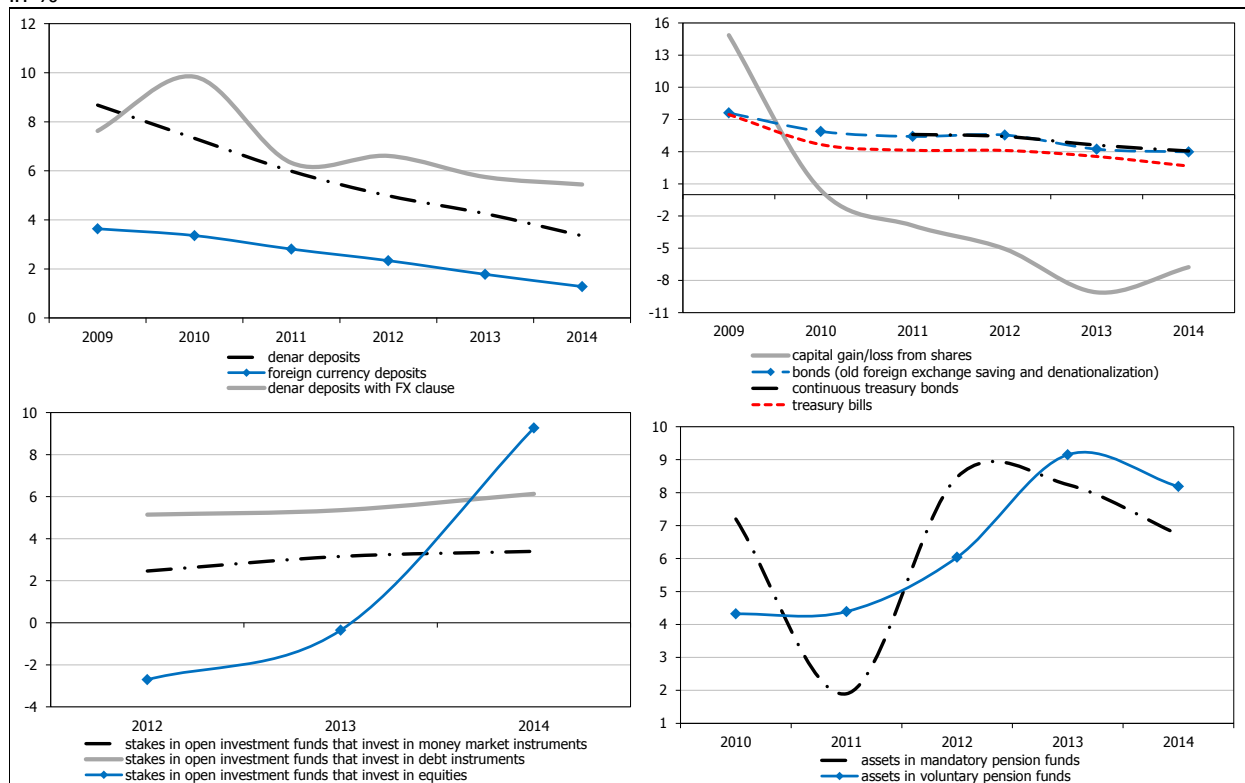 12
10
8
6
4
2
0
2009 2010 2011 2012 2013 2014
denar deposits
foreign currency deposits
denar deposits with FX clause
16
13
10
7
4
1
-2
-5
-8
-11
2009 2010 2011 2012 2013 2014
capital gain/loss from shares
bonds (old foreign exchange saving and denationalization)
continuous treasury bonds
treasury bills
10
8
6
4
2
0
-2
-4
2012 2013 2014
stakes in open investment funds that invest in money market instruments
stakes in open investment funds that invest in debt instruments
stakes in open investment funds that invest in equities
10
9
8
7
6
5
4
3
2
1
2010 2011 2012 2013 2014
assets in mandatory pension funds
assets in voluntary pension funds